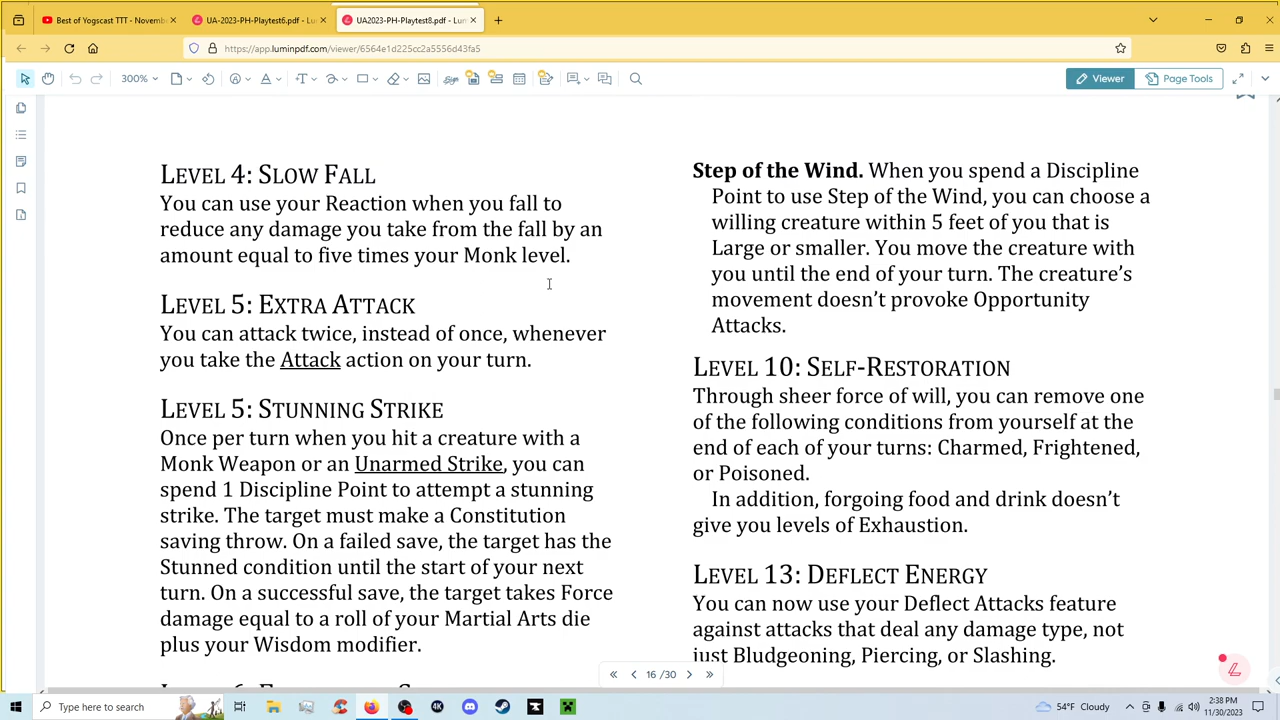 Best of Yogscast TTT - Novemb
UA-2023-PH-Playtest6.pdf - Lu
UA2023-PH-Playtest8.pdf - Lum
https://app.luminpdf.com/viewer/6564e1d225cc2a5556d43fa5
300%
Viewer
Page Tools
LEVEL 4: SLOW FALL
You can use your Reaction when you fall to
reduce any damage you take from the fall by an
amount equal to five times your Monk level.
LEVEL 5: EXTRA ATTACK
You can attack twice, instead of once, whenever
you take the Attack action on your turn.
LEVEL 5: STUNNING STRIKE
Once per turn when you hit a creature with a
Monk Weapon or an Unarmed Strike, you can
spend 1 Discipline Point to attempt a stunning
strike. The target must make a Constitution
saving throw. On a failed save, the target has the
Stunned condition until the start of your next
turn. On a successful save, the target takes Force
damage equal to a roll of your Martial Arts die
plus your Wisdom modifier.
Step of the Wind. When you spend a Discipline
Point to use Step of the Wind, you can choose a
willing creature within 5 feet of you that is
Large or smaller. You move the creature with
you until the end of your turn. The creature's
movement doesn't provoke Opportunity
Attacks.
LEVEL 10: SELF-RESTORATION
Through sheer force of will, you can remove one
of the following conditions from yourself at the
end of each of your turns: Charmed, Frightened,
or Poisoned.
In addition, forgoing food and drink doesn't
give you levels of Exhaustion.
LEVEL 13: DEFLECT ENERGY
You can now use your Deflect Attacks feature
against attacks that deal any damage type, not
just Bludgeoning, Piercing, or Slashing.
16 /30
Type here to search
4K
54°F Cloudy
2:38 PM
11/30/2023